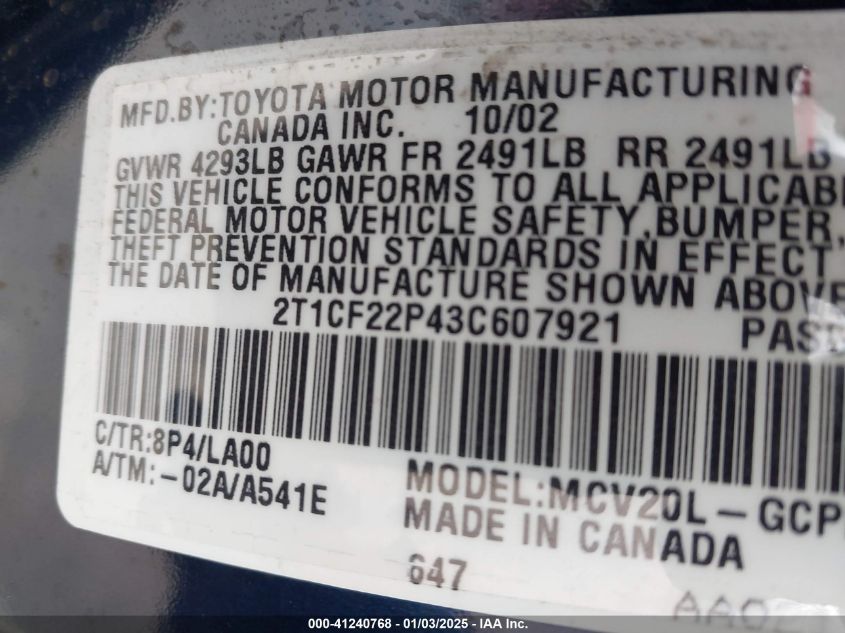 MFD.BY:TOYOTA MOTOR MANUFACTURING
CANADA INC. 10/02
GVWR 4293LB GAWR FR 2491LB RR 2491LB
THIS VEHICLE CONFORMS TO ALL APPLICABL
FEDERAL MOTOR VEHICLE SAFETY,BUMPER,
THEFT PREVENTION STANDARDS IN EFFECT
THE DATE OF MANUFACTURE SHOWN ABOVE
2T1CF22P43C607921 PASS
C/TR:8P4/LA00
A/TM:-02A/A541E
MODEL:MCV20L-GCP
MADE IN CANADA
647
AA02
000-41240768 - 01/03/2025 - IAA Inc.